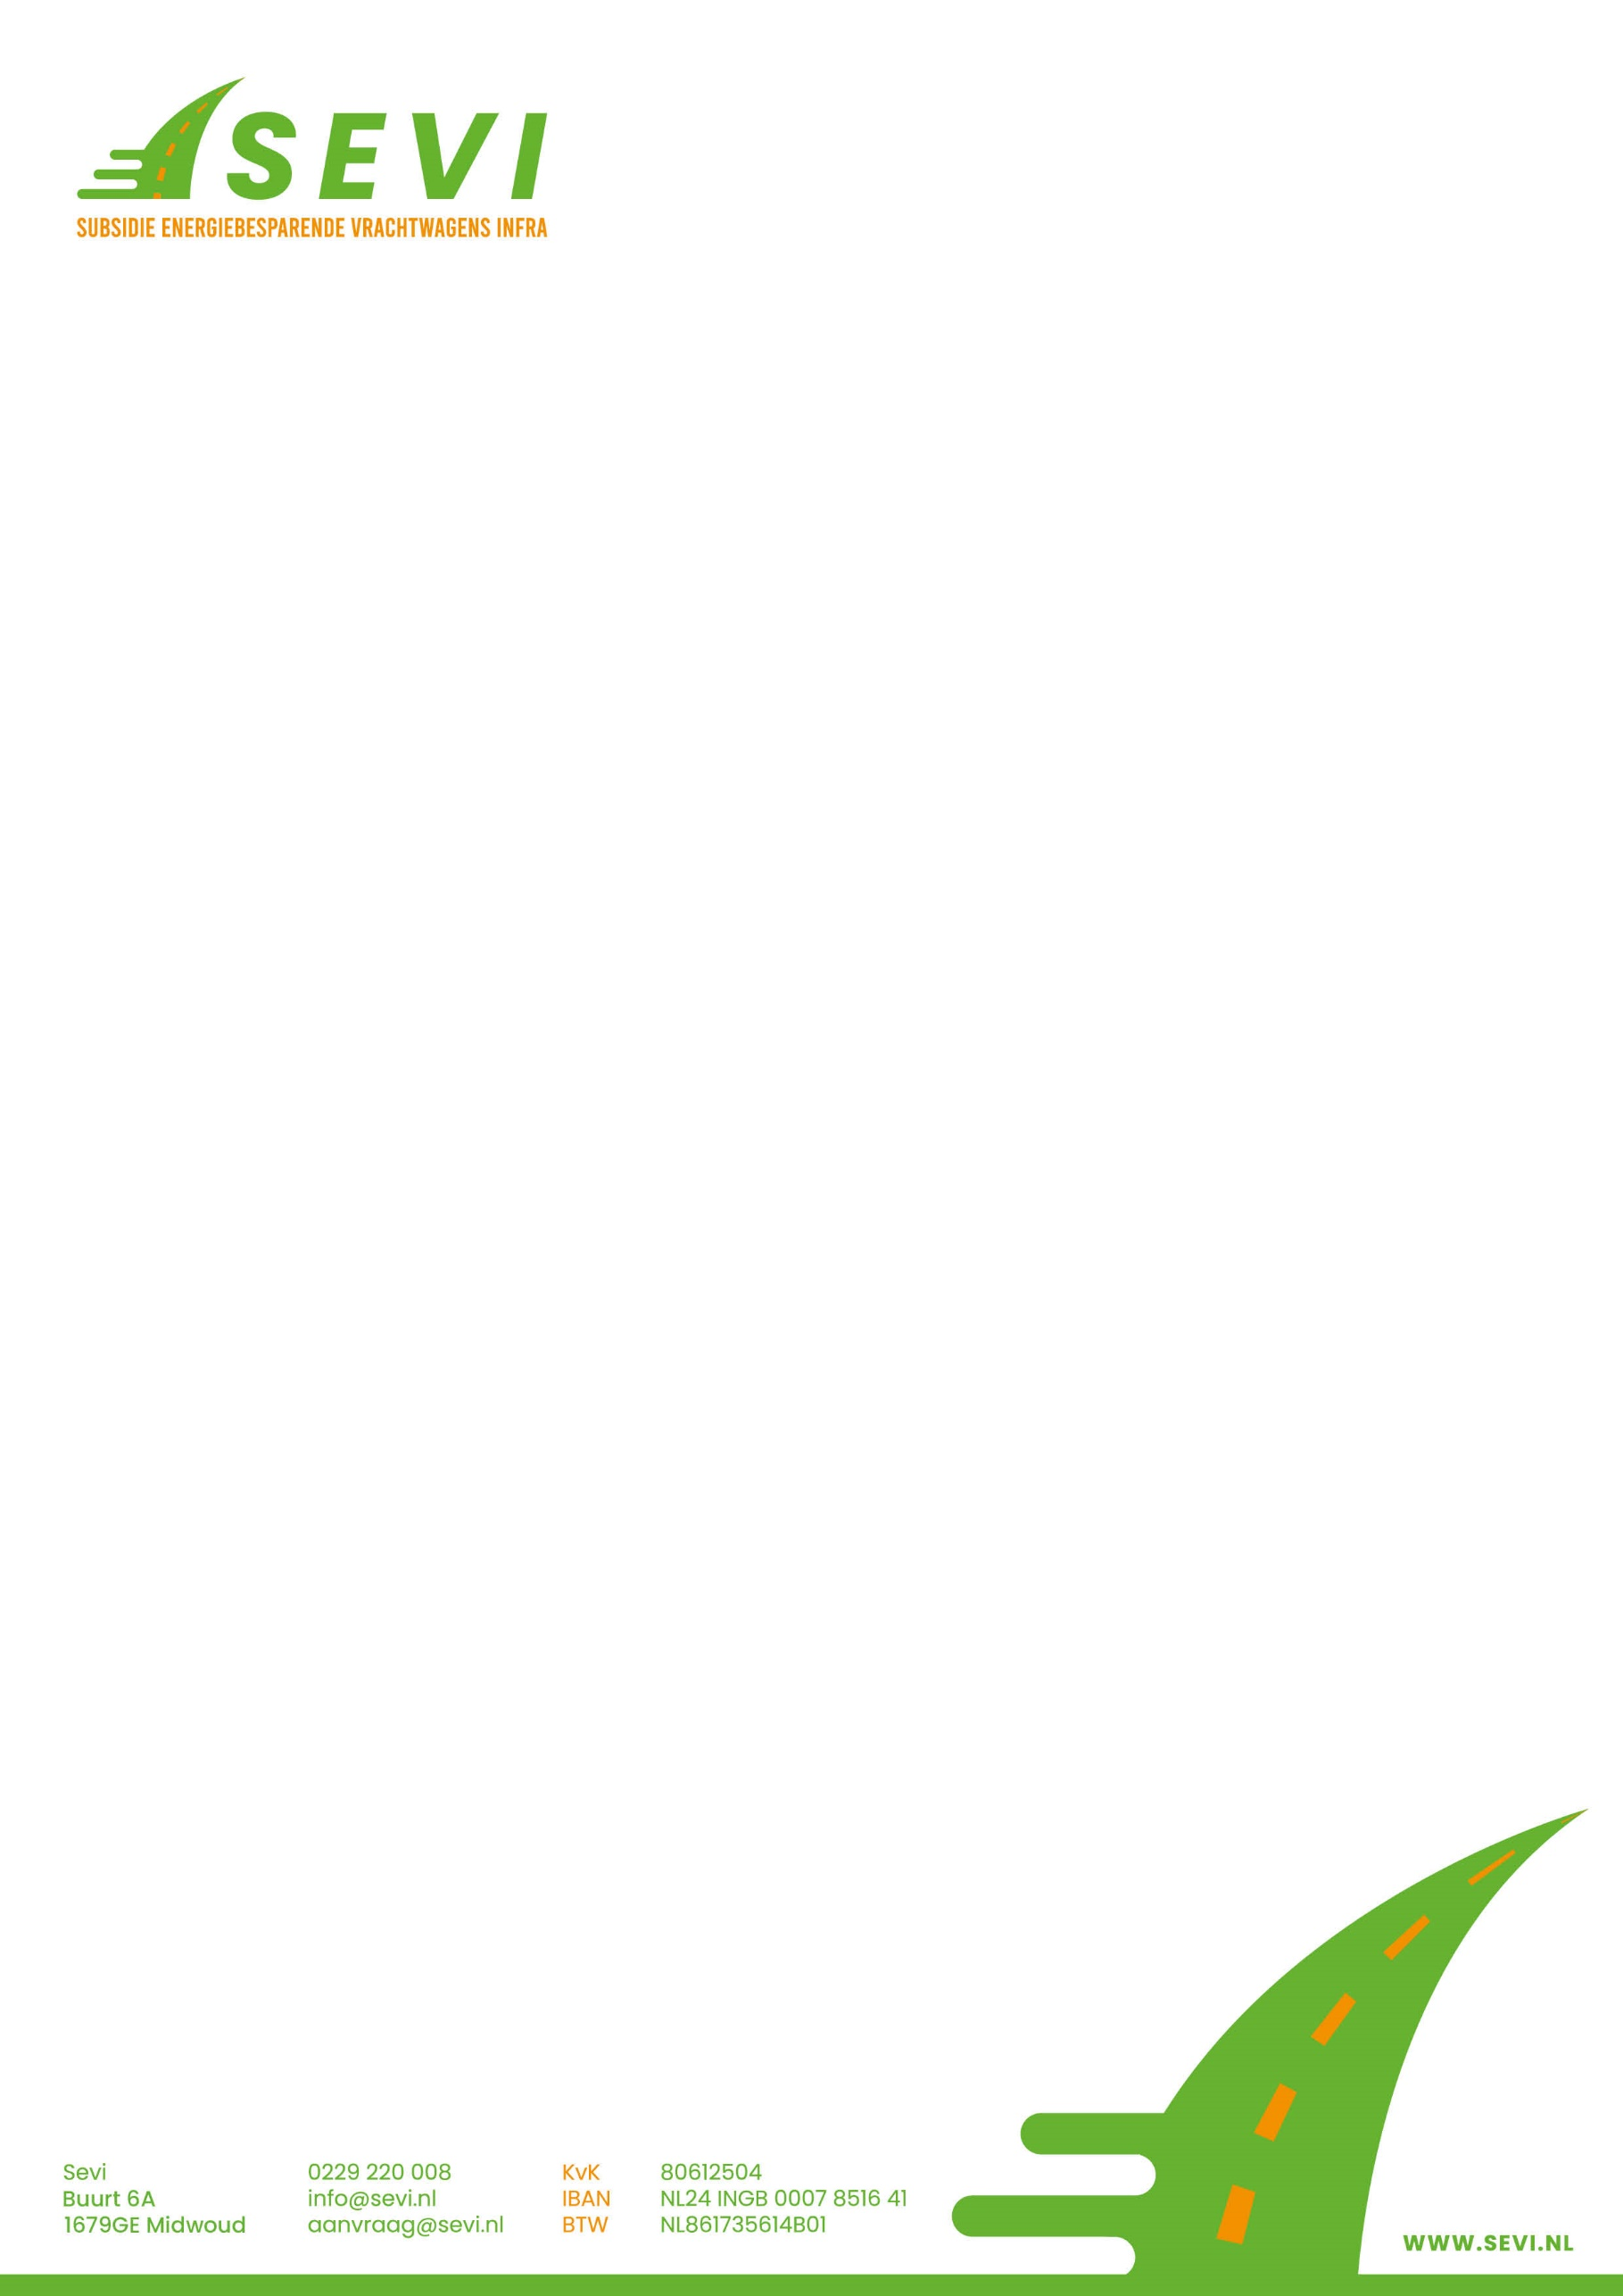 SEVI
SUBSIDIE ENERGIEBESPARENDE VRACHTWAGENS INFRA
Sevi
Buurt 6A
1679GE Midwoud
0229 220 008
info@sevi.nl
aanvraag@sevi.nl
KvK 80612504
IBAN NL24 INGB 0007 8516 41
BTW NL861735614B01
WWW.SEVI.NL